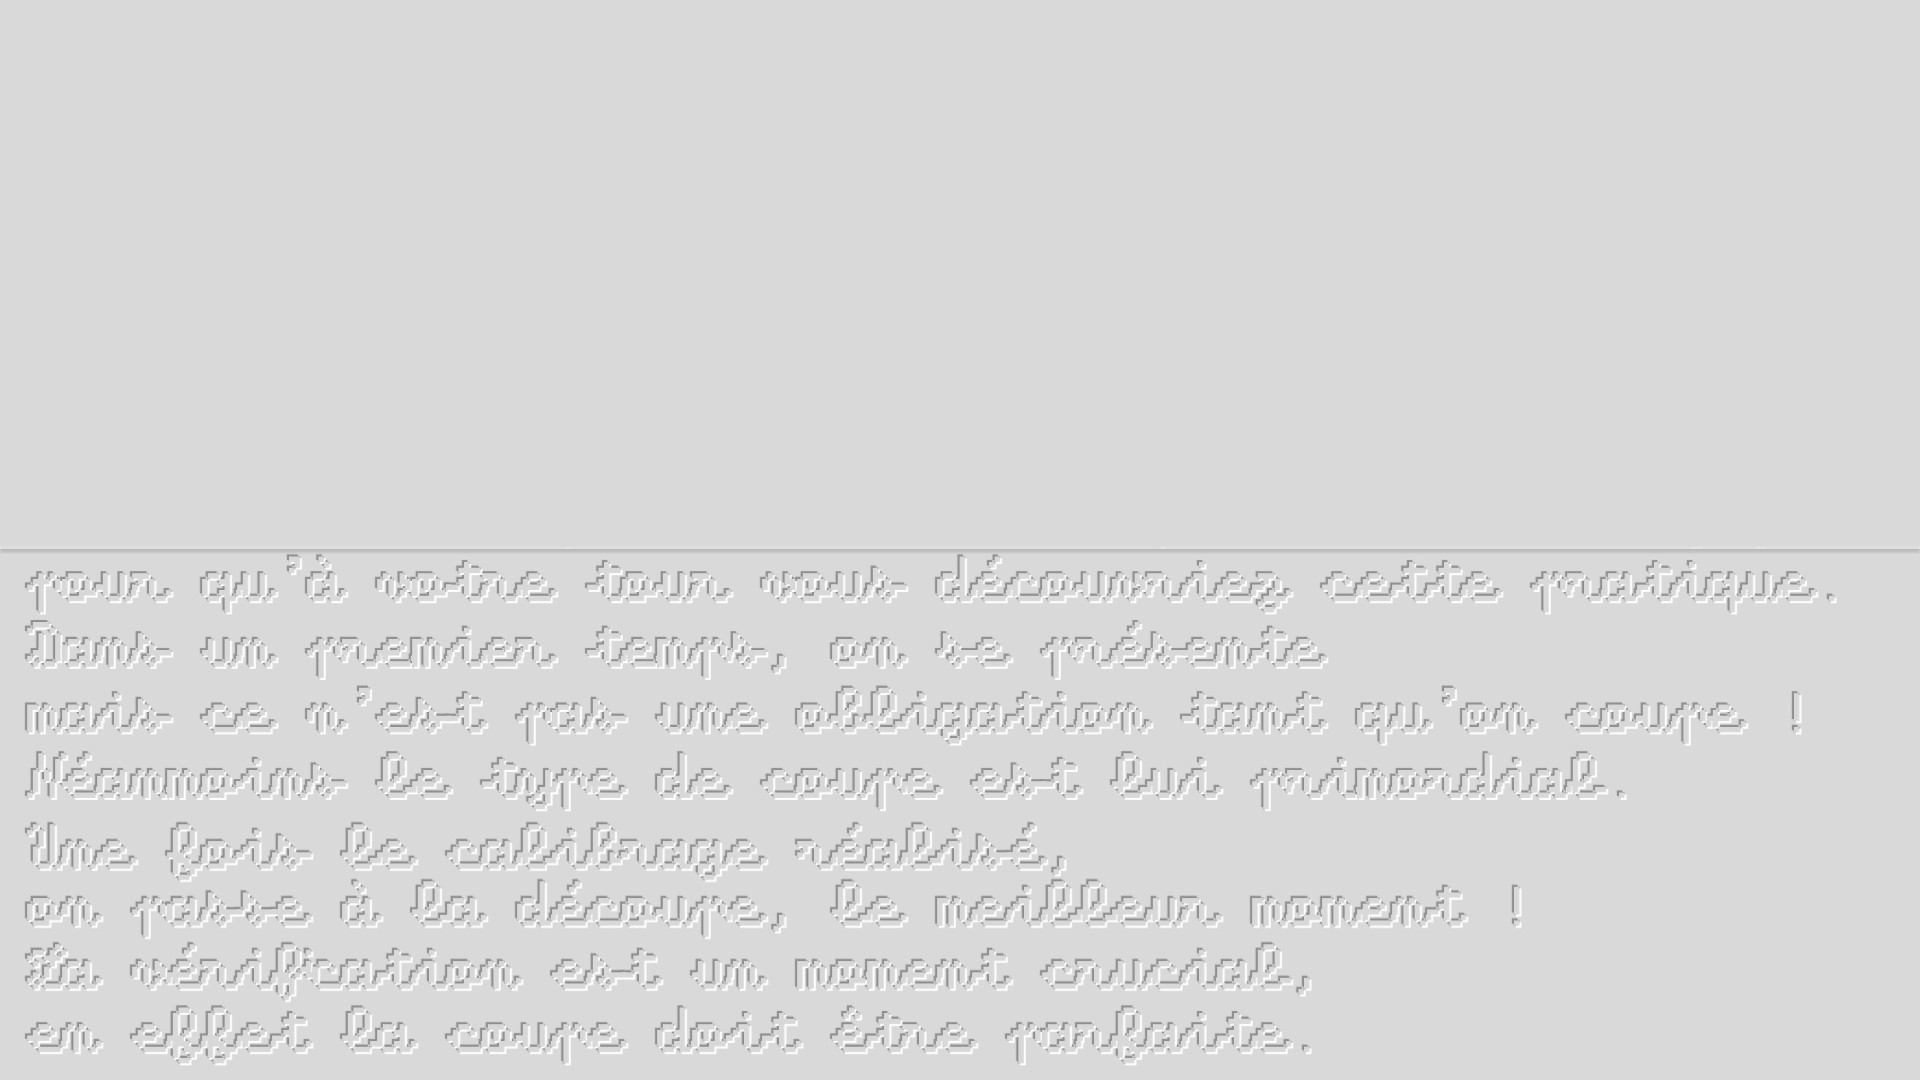 pour qu'à votre tour vous découvriez cette pratique.
Dans un premier temps, on se présente
mais ce n'est pas une obligation tant qu'on coupe !
Néanmoins le type de coupe est lui primordial.
Une fois le calibrage réalisé,
on passe à la découpe, le meilleur moment !
La vérification est un moment crucial,
en effet la coupe doit être parfaite.